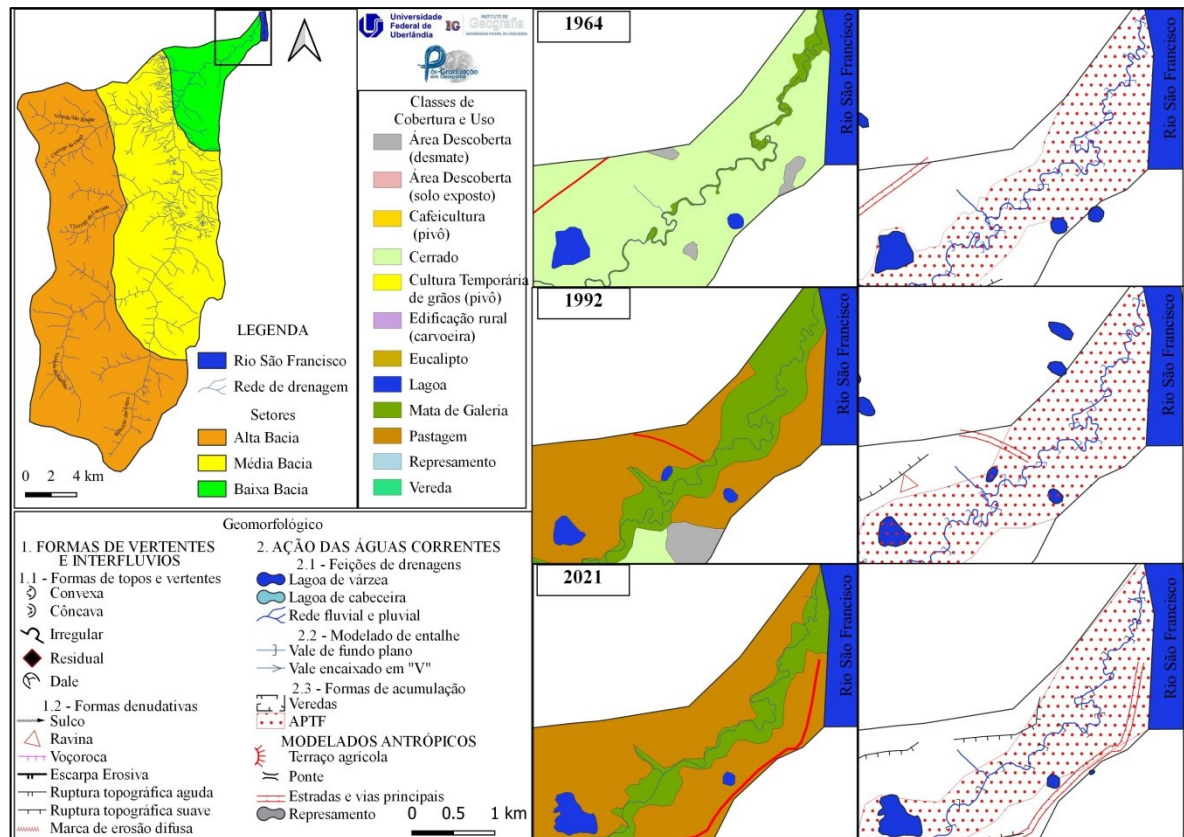 LEGENDA
Rio São Francisco
Rede de drenagem
Setores
Alta Bacia
Média Bacia
Baixa Bacia
0 2 4 km
Universidade
Federal de
Uberlândia
IG
INSTITUTO DE
Geografia
UNIVERSIDADE FEDERAL DE UBERLÂNDIA
Pós-Graduação
em Geografia
Classes de
Cobertura e Uso
Área Descoberta
(desmate)
Área Descoberta
(solo exposto)
Cafeicultura
(pivô)
Cerrado
Cultura Temporária
de grãos (pivô)
Edificação rural
(carvoeira)
Eucalipto
Lagoa
Mata de Galeria
Pastagem
Represamento
Vereda
Geomorfológico
1. FORMAS DE VERTENTES
E INTERFLUVIOS
1.1 - Formas de topos e vertentes
Convexa
Côncava
Irregular
Residual
Dale
1.2 - Formas denudativas
Sulco
Ravina
Voçoroca
Escarpa Erosiva
Ruptura topográfica aguda
Ruptura topográfica suave
Marca de erosão difusa
2. AÇÃO DAS ÁGUAS CORRENTES
2.1 - Feições de drenagens
Lagoa de várzea
Lagoa de cabeceira
Rede fluvial e pluvial
2.2 - Modelado de entalhe
Vale de fundo plano
Vale encaixado em "V"
2.3 - Formas de acumulação
Veredas
APTF
MODELADOS ANTRÓPICOS
Terraço agrícola
Ponte
Estradas e vias principais
Represamento
0 0.5 1 km
1964
Rio São Francisco
Rio São Francisco
1992
Rio São Francisco
Rio São Francisco
2021
Rio São Francisco
Rio São Francisco